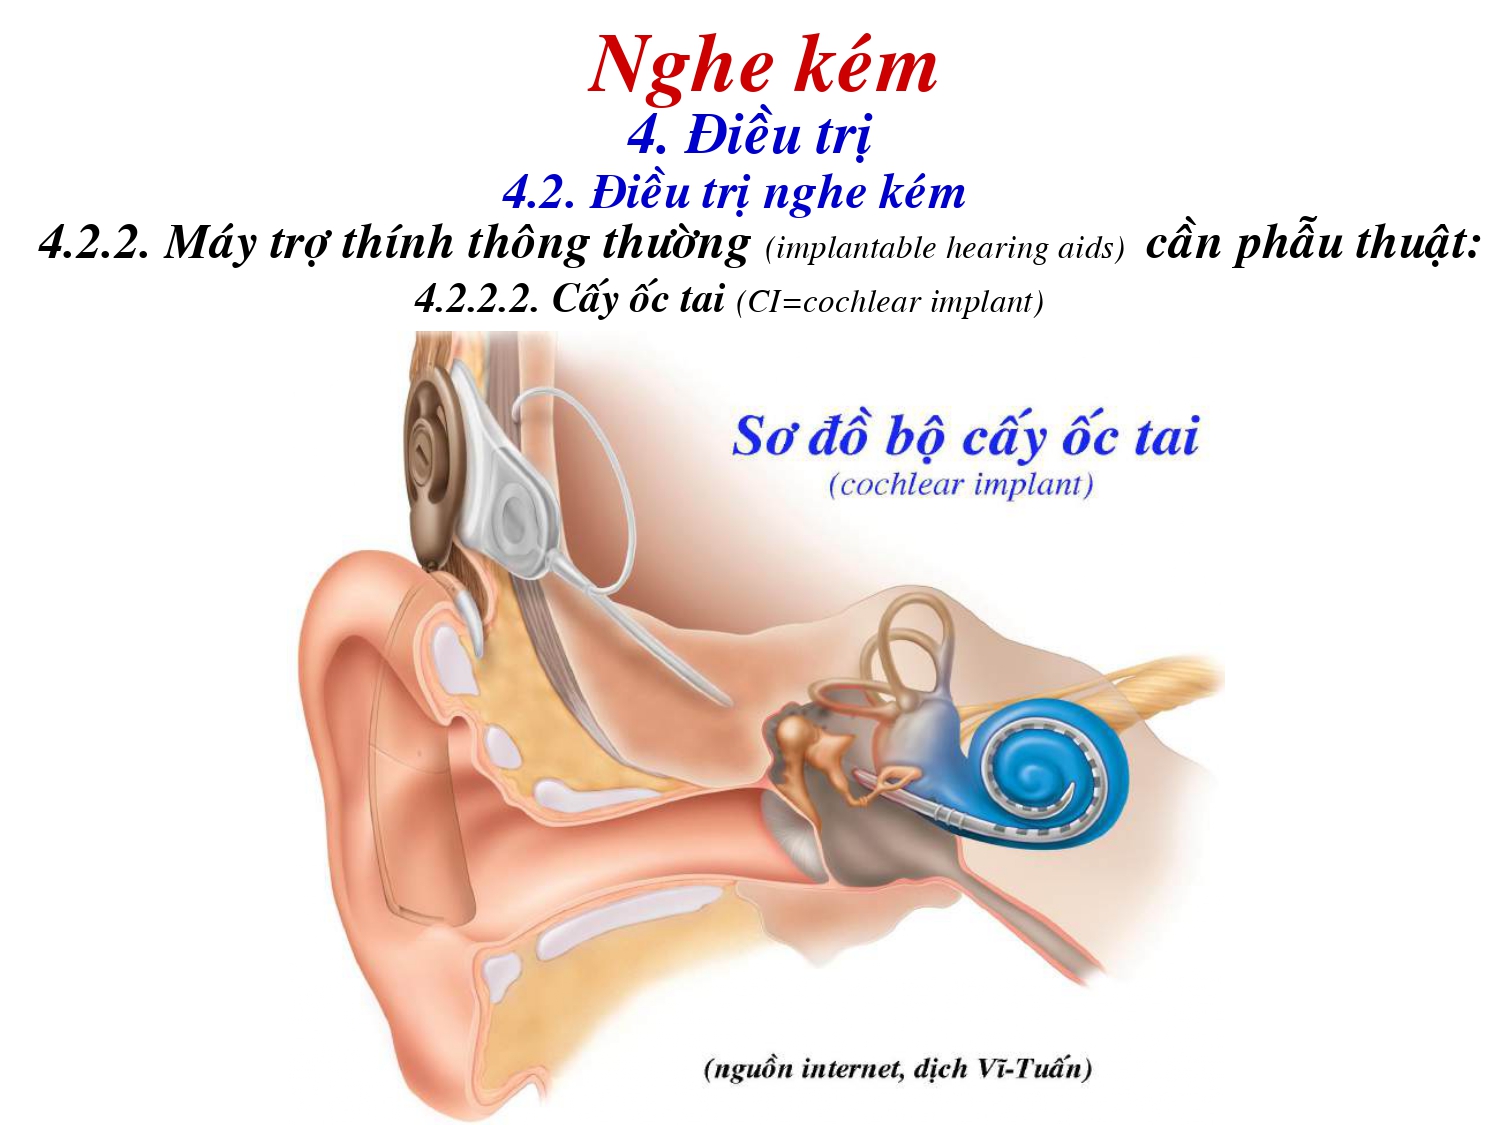 Nghe kém
4. Điều trị
4.2. Điều trị nghe kém
4.2.2. Máy trợ thính thông thường (implantable hearing aids) cần phẫu thuật:
4.2.2.2. Cấy ốc tai (CI=cochlear implant)
Sơ đồ bộ cấy ốc tai
(cochlear implant)
(nguồn internet, dịch Vĩ-Tuấn)